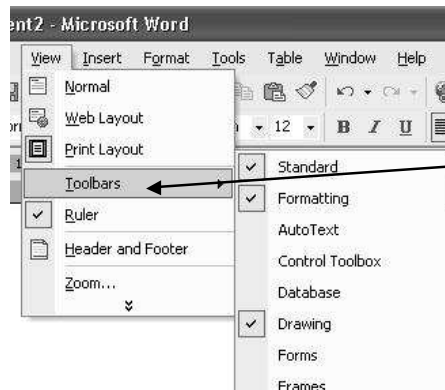 ent2 - Microsoft Word
View Insert Format Tools Table Window Help
Normal
Web Layout
12 B I U
Print Layout
Toolbars
Standard
Ruler
Formatting
Header and Footer
AutoText
Zoom...
Control Toolbox
Database
Drawing
Forms
Frames